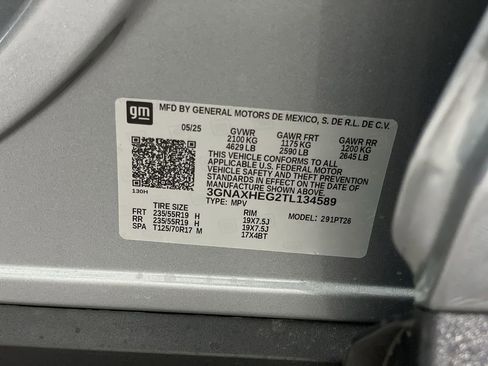 gm
MFD BY GENERAL MOTORS DE MEXICO, S. DE R.L. DE C.V.
05/25 GVWR GAWR FRT GAWR RR
2100 KG 1175 KG 1200 KG
4629 LB 2590 LB 2645 LB
THIS VEHICLE CONFORMS TO ALL
APPLICABLE U.S. FEDERAL MOTOR
VEHICLE SAFETY AND THEFT
PREVENTION STANDARDS IN EFFECT
ON THE DATE OF
MANUFACTURE SHOWN ABOVE.
3GNAXHEG2TL134589
130H
TYPE: MPV
TIRE SIZE RIM MODEL: 291PT26
FRT 235/55R19 H 19X7.5J
RR 235/55R19 H 19X7.5J
SPA T125/70R17 M 17X4BT